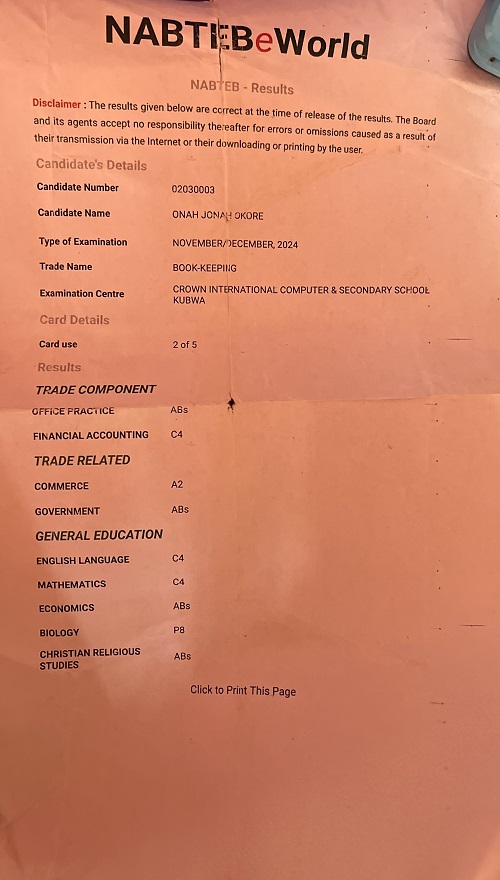 NABTEBeWorld
NABTEB - Results
Disclaimer : The results given below are correct at the time of release of the results. The Board
and its agents accept no responsibility thereafter for errors or omissions caused as a result of
their transmission via the Internet or their downloading or printing by the user.
Candidate's Details
Candidate Number 02030003
Candidate Name ONAH JONAH OKORE
Type of Examination NOVEMBER/DECEMBER, 2024
Trade Name BOOK-KEEPING
Examination Centre CROWN INTERNATIONAL COMPUTER & SECONDARY SCHOOL
KUBWA
Card Details
Card use 2 of 5
Results
TRADE COMPONENT
OFFICE PRACTICE ABs
FINANCIAL ACCOUNTING C4
TRADE RELATED
COMMERCE A2
GOVERNMENT ABs
GENERAL EDUCATION
ENGLISH LANGUAGE C4
MATHEMATICS C4
ECONOMICS ABs
BIOLOGY P8
CHRISTIAN RELIGIOUS
STUDIES ABs
Click to Print This Page